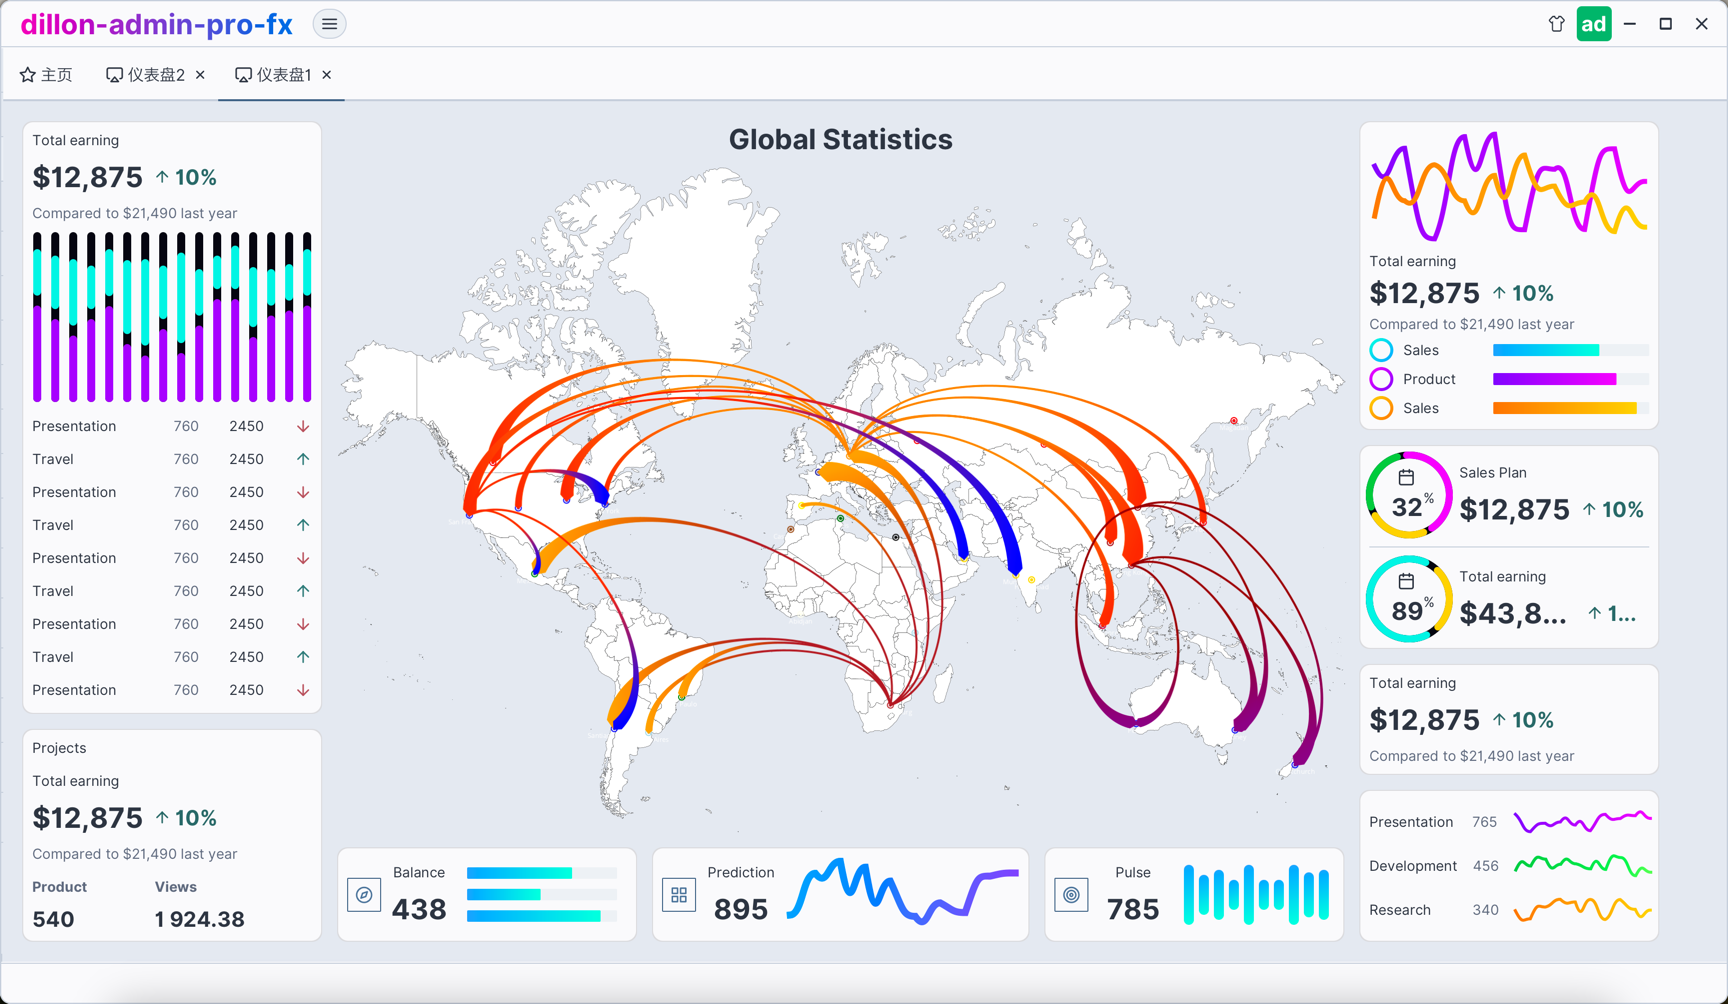 dillon-admin-pro-fx
ad
主页
仪表盘2
仪表盘1
Total earning
$12,875 10%
Compared to $21,490 last year
Presentation 760 2450
Travel 760 2450
Presentation 760 2450
Travel 760 2450
Presentation 760 2450
Travel 760 2450
Presentation 760 2450
Travel 760 2450
Presentation 760 2450
Projects
Total earning
$12,875 10%
Compared to $21,490 last year
Product Views
540 1 924.38
Global Statistics
Balance
438
Prediction
895
Pulse
785
Total earning
$12,875 10%
Compared to $21,490 last year
Sales
Product
Sales
32%
Sales Plan
$12,875 10%
89%
Total earning
$43,8... 1...
Total earning
$12,875 10%
Compared to $21,490 last year
Presentation 765
Development 456
Research 340